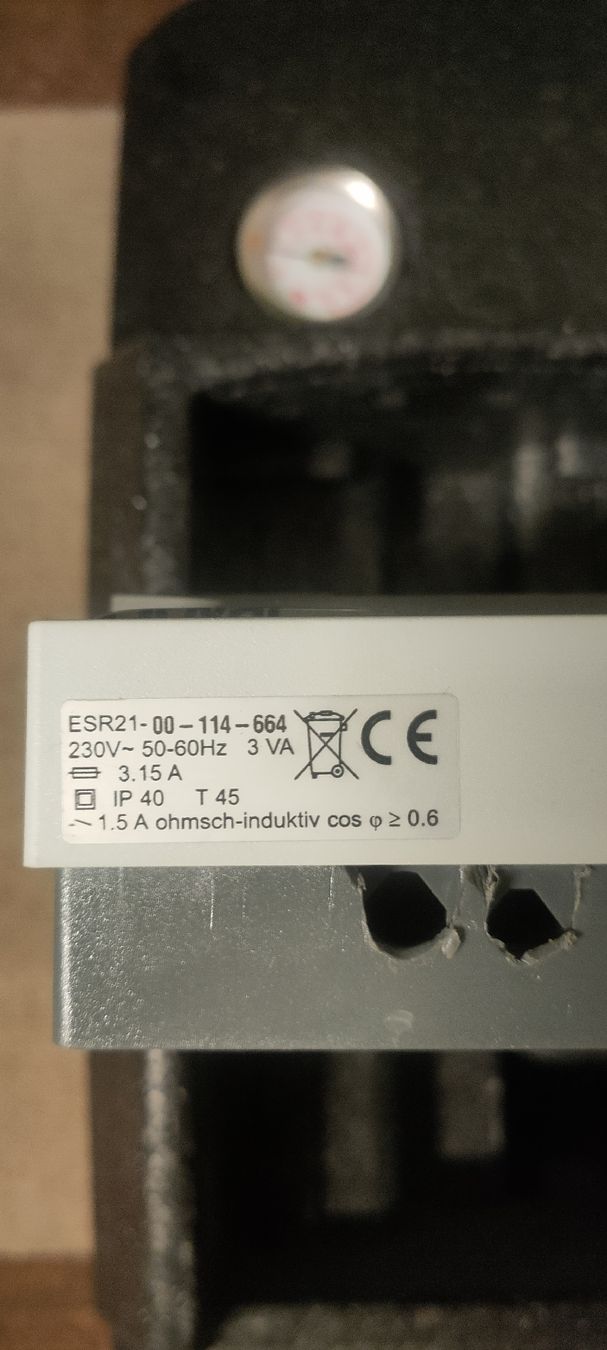 ESR21-00-114-664
230V~ 50-60Hz 3 VA
CE
3.15 A
IP 40 T 45
1.5 A ohmsch-induktiv cos φ ≥ 0.6